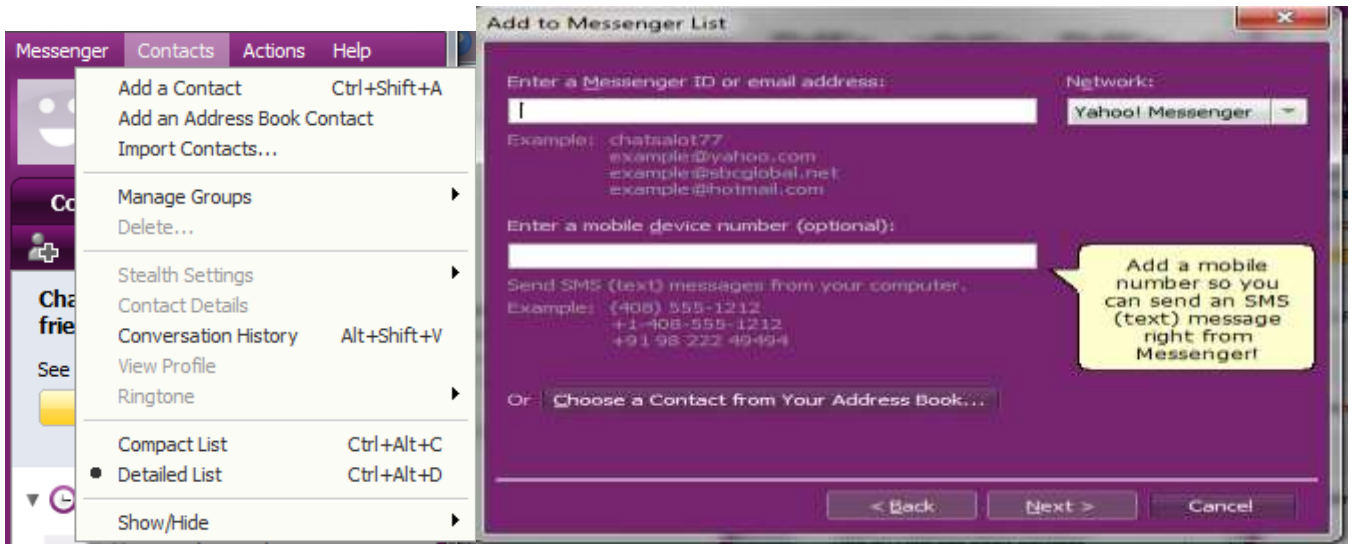 Messenger Contacts Actions Help
Add a Contact Ctrl+Shift+A
Add an Address Book Contact
Import Contacts...
Manage Groups
Delete...
Stealth Settings
Contact Details
Conversation History Alt+Shift+V
View Profile
Ringtone
Compact List Ctrl+Alt+C
Detailed List Ctrl+Alt+D
Show/Hide
Co
Cha
frie
See
Add to Messenger List
Enter a Messenger ID or email address:
Network:
Yahoo! Messenger
Example: chatsalot77
example@yahoo.com
example@sbcglobal.net
example@hotmail.com
Enter a mobile device number (optional):
Send SMS (text) messages from your computer.
Example: (408) 555-1212
+1-408-555-1212
+91 98 222 49494
Add a mobile
number so you
can send an SMS
(text) message
right from
Messenger!
Or Choose a Contact from Your Address Book...
< Back Next > Cancel